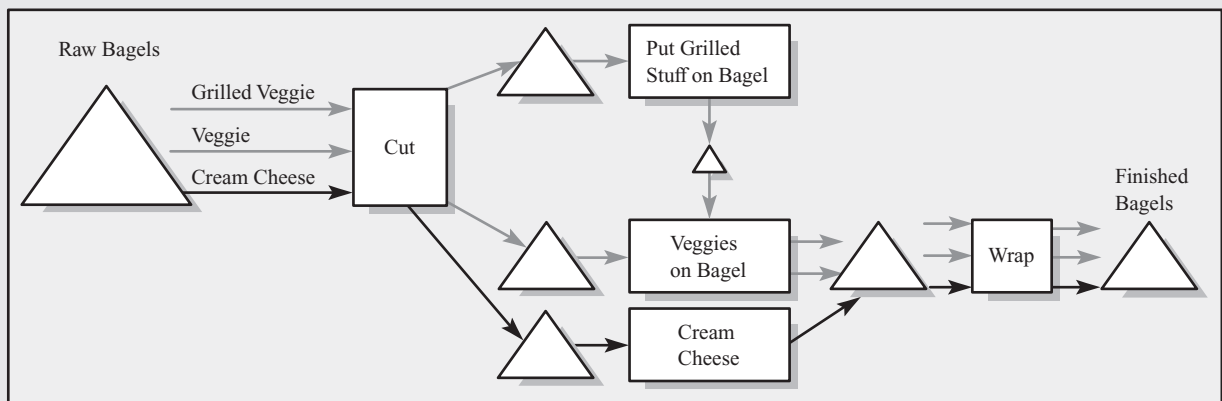 Raw Bagels
Grilled Veggie
Veggie
Cream Cheese
Cut
Put Grilled
Stuff on Bagel
Veggies
on Bagel
Cream
Cheese
Wrap
Finished
Bagels